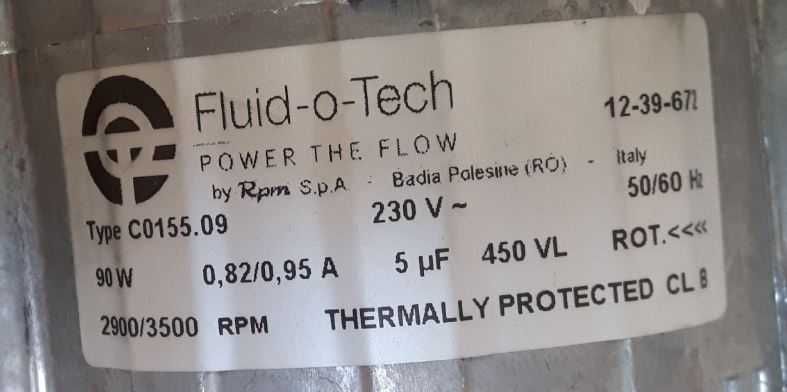 Fluid-o-Tech
12-39-671
POWER THE FLOW
by Rpm S.p.A - Badia Polesine (RO) - Italy
Type C0155.09
230 V ~
50/60 Hz
90 W 0,82/0,95 A 5 µF 450 VL ROT.<<<<
2900/3500 RPM THERMALLY PROTECTED CL B